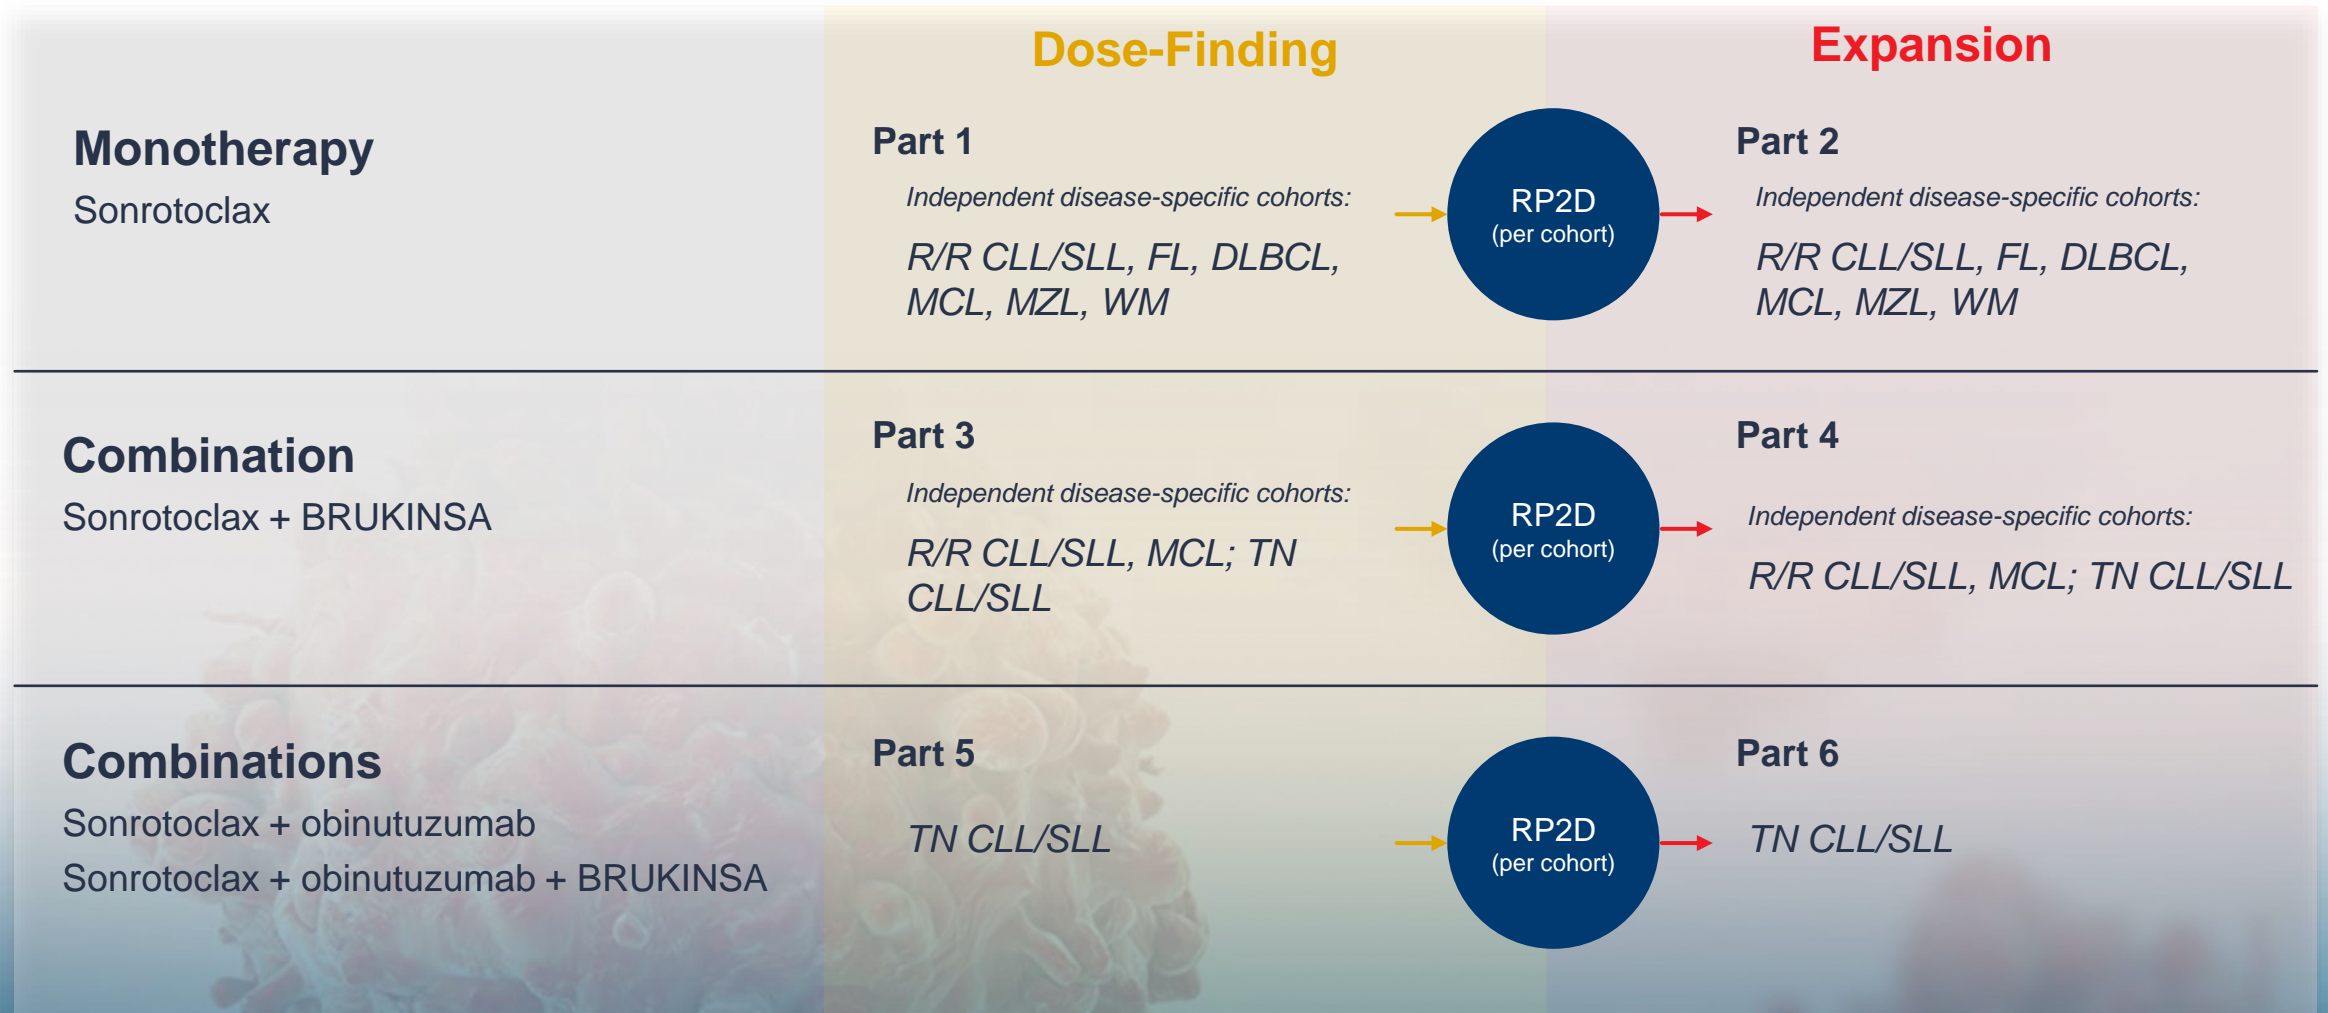 Dose-Finding
Expansion
Monotherapy
Sonrotoclax
Part 1
Independent disease-specific cohorts:
R/R CLL/SLL, FL, DLBCL,
MCL, MZL, WM
RP2D
(per cohort)
Part 2
Independent disease-specific cohorts:
R/R CLL/SLL, FL, DLBCL,
MCL, MZL, WM
Combination
Sonrotoclax + BRUKINSA
Part 3
Independent disease-specific cohorts:
R/R CLL/SLL, MCL; TN
CLL/SLL
RP2D
(per cohort)
Part 4
Independent disease-specific cohorts:
R/R CLL/SLL, MCL; TN CLL/SLL
Combinations
Sonrotoclax + obinutuzumab
Sonrotoclax + obinutuzumab + BRUKINSA
Part 5
TN CLL/SLL
RP2D
(per cohort)
Part 6
TN CLL/SLL